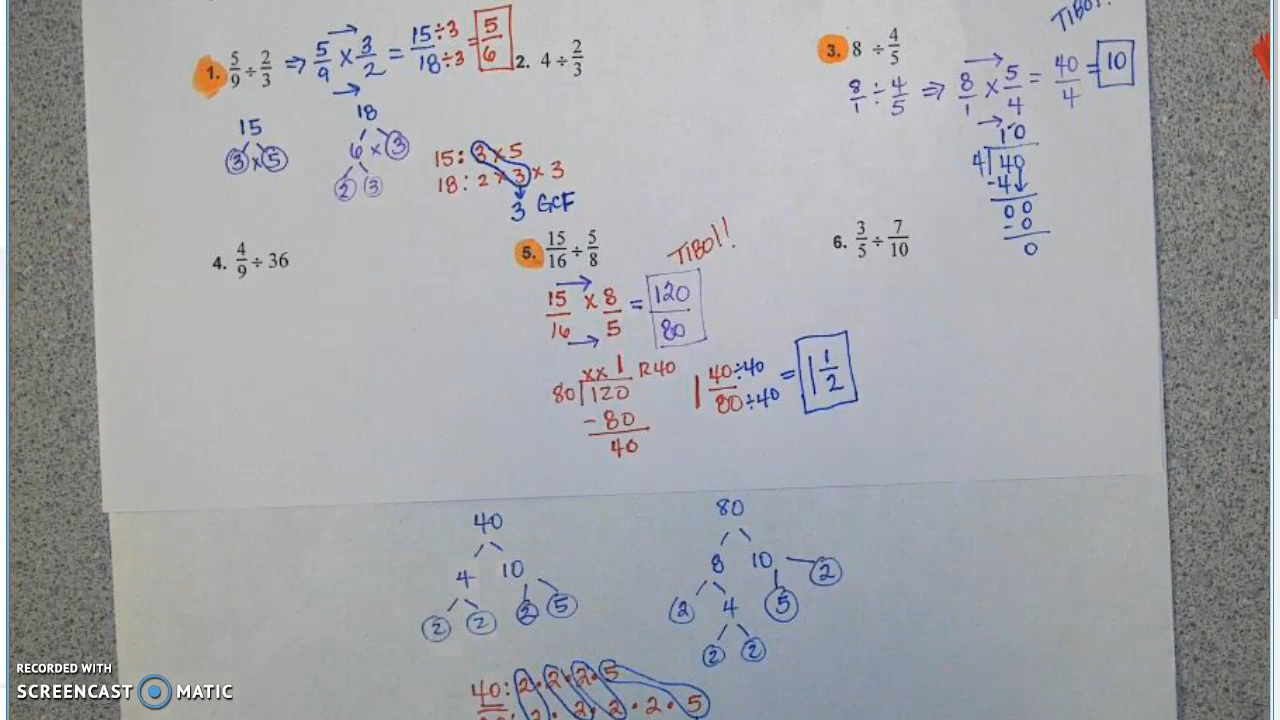 1. 5/9 ÷ 2/3 ⇒ 5/9 × 3/2 = 15÷3/18÷3 = 5/6
15
3 × 5
18
6 × 3
2 3
15: 3 × 5
18: 2 × 3 × 3
3 GCF
2. 4 ÷ 2/3
TIBO!!
3. 8 ÷ 4/5
8/1 ÷ 4/5 ⇒ 8/1 × 5/4 = 40/4 = 10
10
4 40
-4
00
-0
0
4. 4/9 ÷ 36
5. 15/16 ÷ 5/8
TIBO!!
15/16 × 8/5 = 120/80
x x 1 R40
80 120
-80
40
1 40÷40/80÷40 = 1 1/2
6. 3/5 ÷ 7/10
40
4 10
2 2 2 5
80
8 10 2
2 4 5
2 2
40: 2 · 2 · 2 · 5
2 · 2 · 2 · 2 · 5
RECORDED WITH
SCREENCAST MATIC